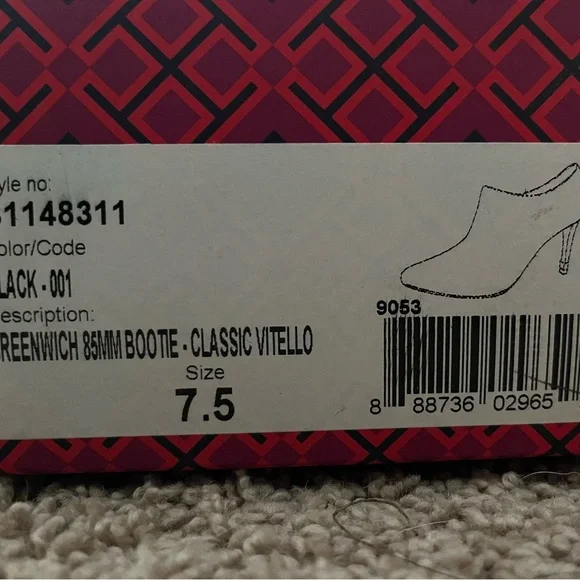 yle no:
31148311
olor/Code
LACK - 001
escription:
REENWICH 85MM BOOTIE - CLASSIC VITELLO
Size
7.5
9053
8 88736 02965